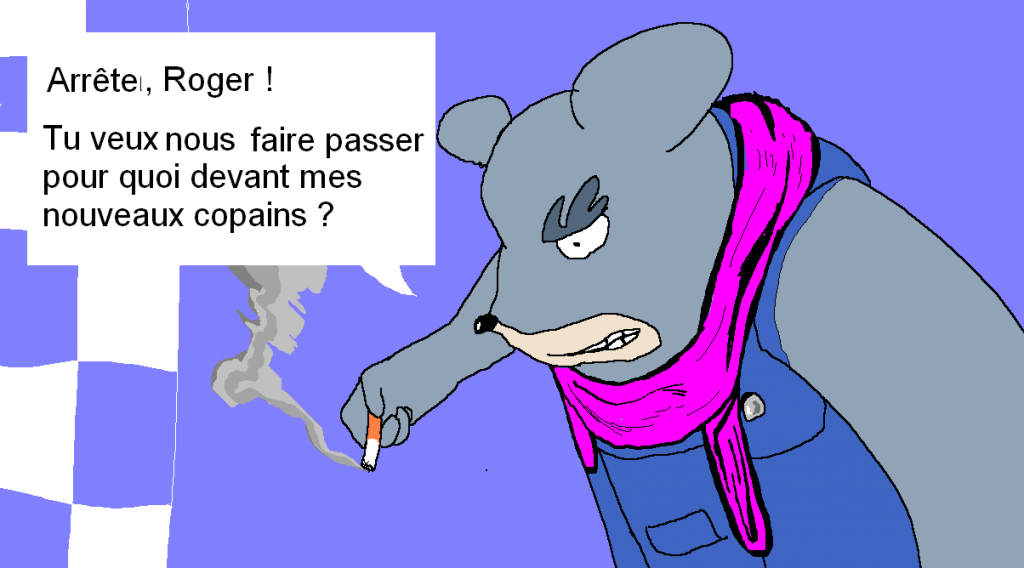 Arrête, Roger !
Tu veux nous faire passer
pour quoi devant mes
nouveaux copains ?